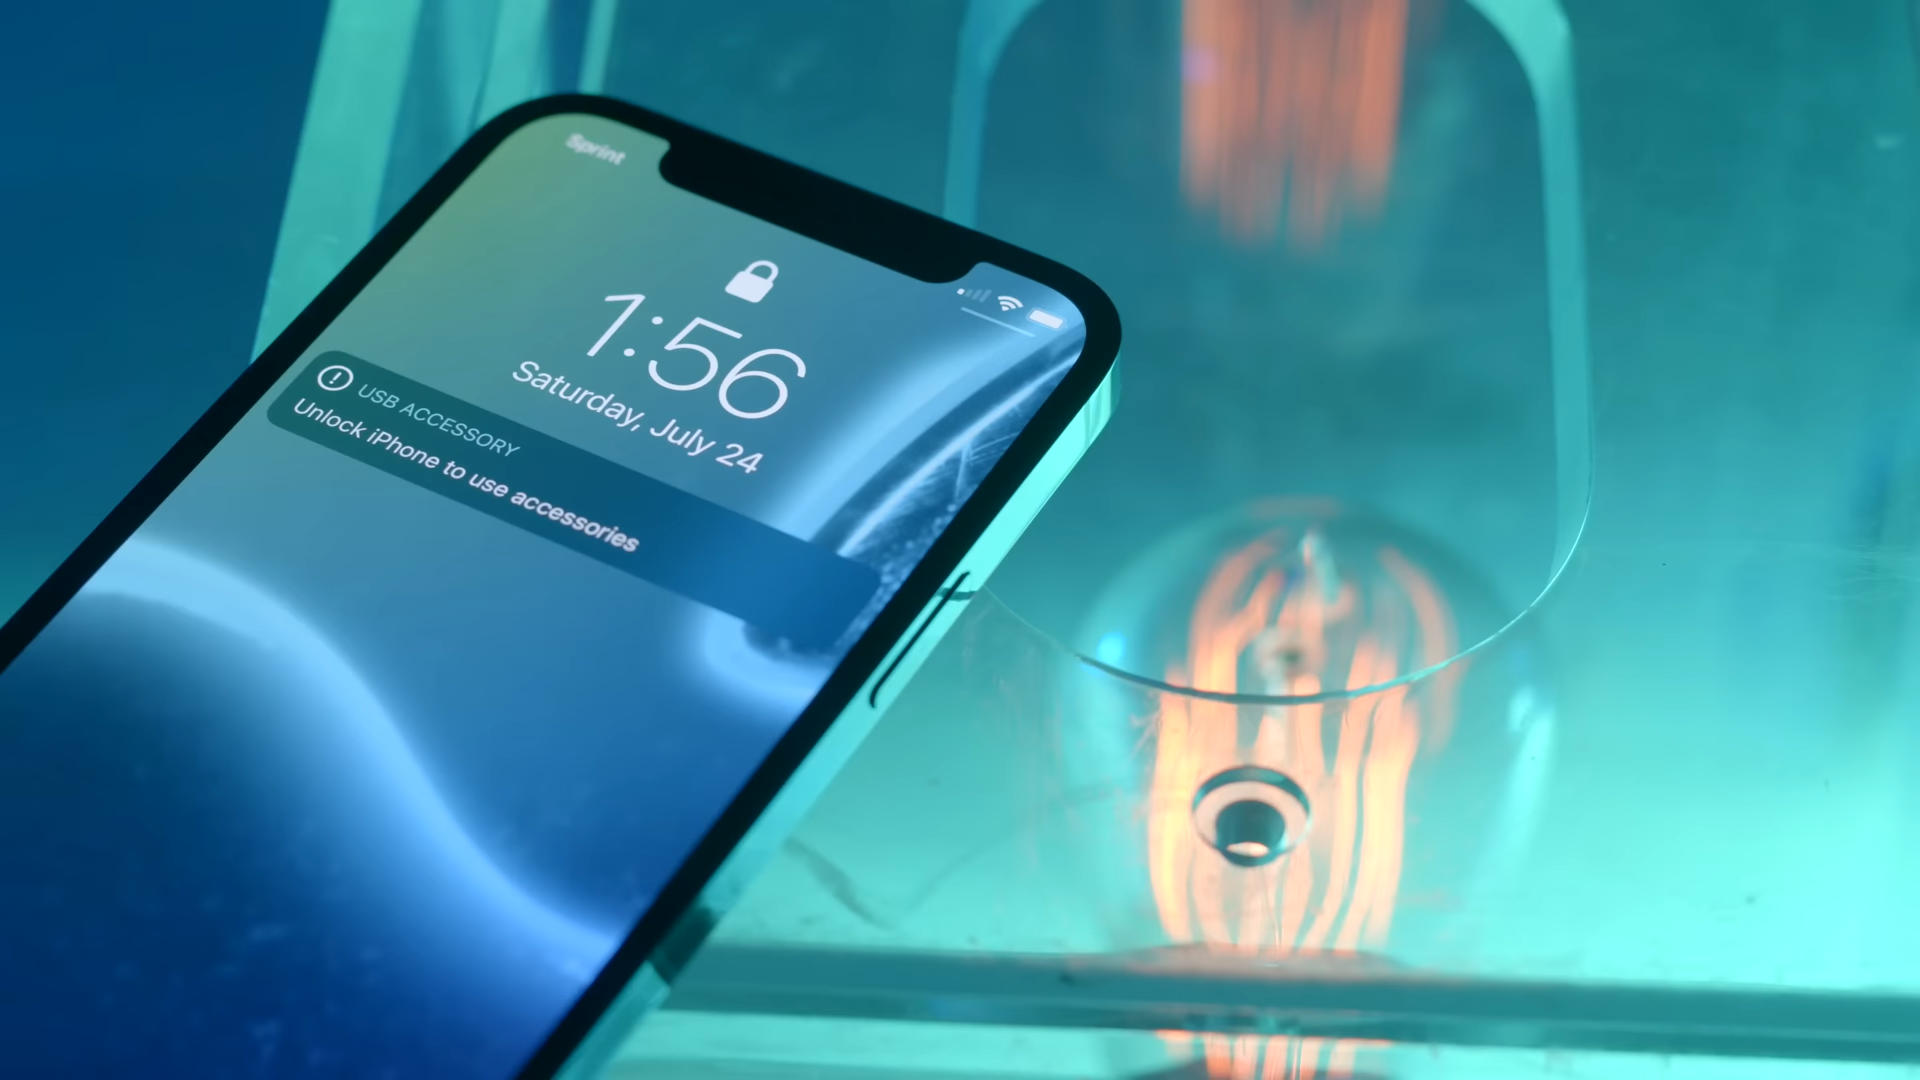 Sprint
1:56
Saturday, July 24
USB ACCESSORY
Unlock iPhone to use accessories